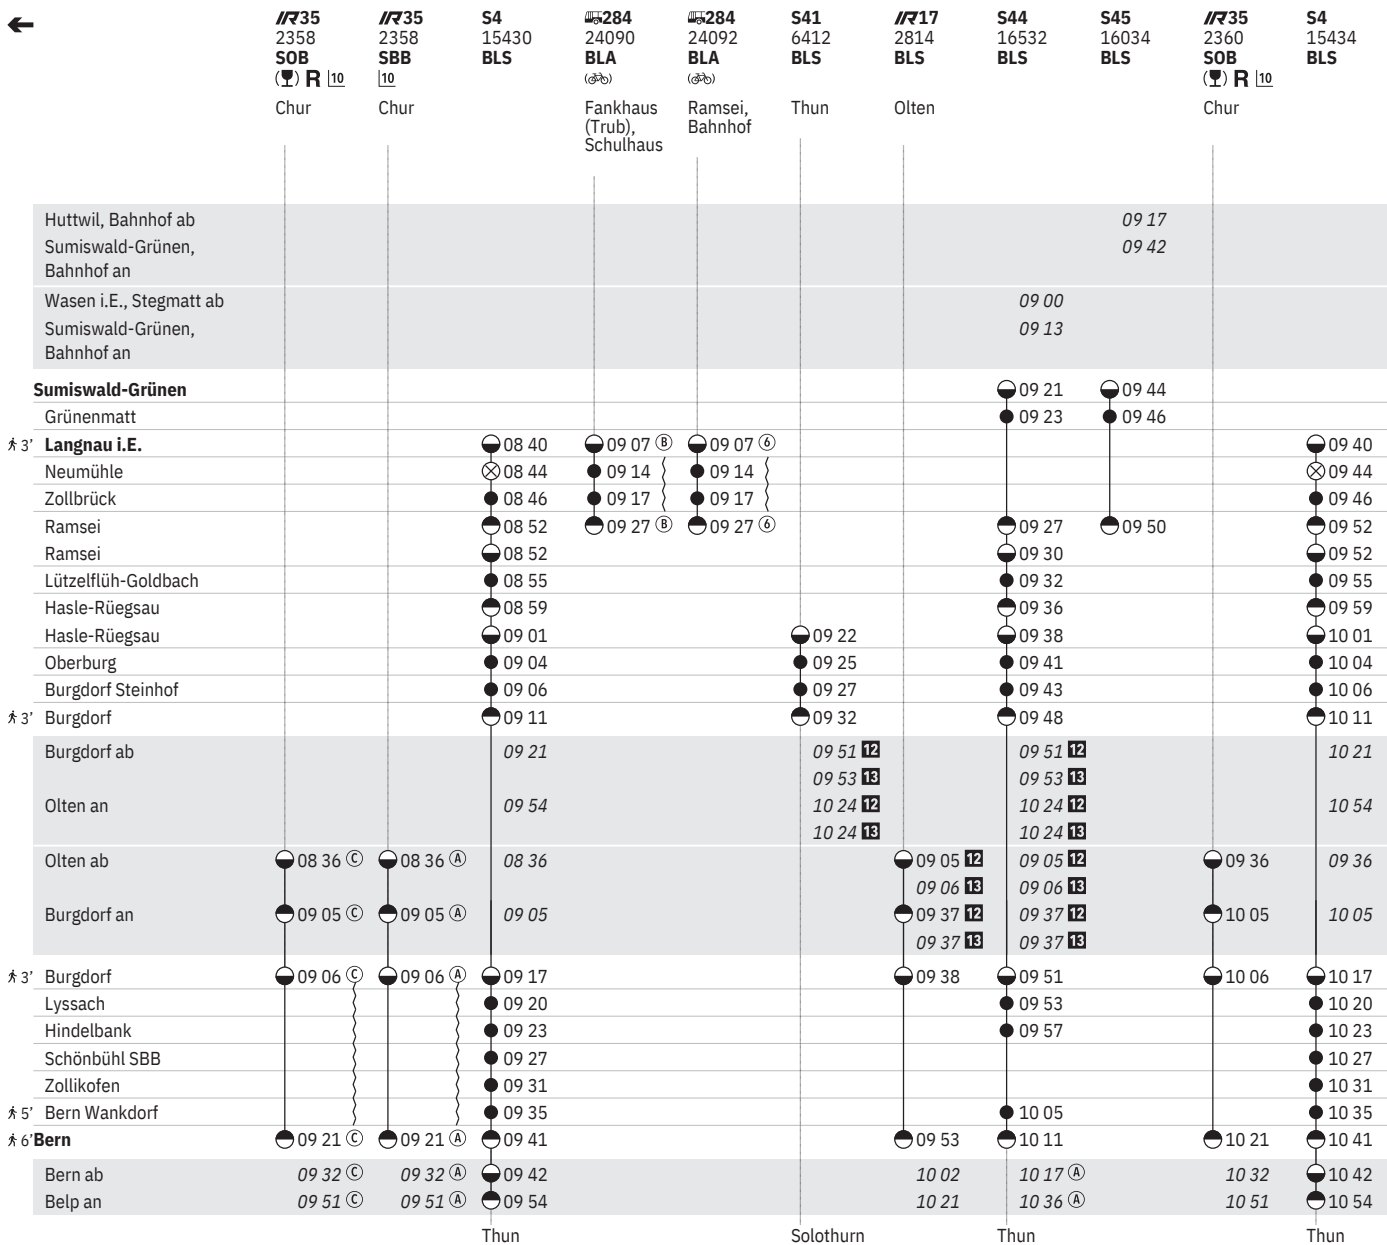 IR35 IR35 S4 284 284 S41 IR17 S44 S45 IR35 S4
2358 2358 15430 24090 24092 6412 2814 16532 16034 2360 15434
SOB SBB BLS BLA BLA BLS BLS BLS BLS SOB BLS
R 10 10 R 10
Chur Chur Fankhaus Ramsei, Thun Olten Chur
(Trub), Bahnhof
Schulhaus
Huttwil, Bahnhof ab 09 17
Sumiswald-Grünen, 09 42
Bahnhof an
Wasen i.E., Stegmatt ab 09 00
Sumiswald-Grünen, 09 13
Bahnhof an
Sumiswald-Grünen 09 21 09 44
Grünenmatt 09 23 09 46
3' Langnau i.E. 08 40 09 07 B 09 07 6 09 40
Neumühle 08 44 09 14 09 14 09 44
Zollbrück 08 46 09 17 09 17 09 46
Ramsei 08 52 09 27 B 09 27 6 09 27 09 50 09 52
Ramsei 08 52 09 30 09 52
Lützelflüh-Goldbach 08 55 09 32 09 55
Hasle-Rüegsau 08 59 09 36 09 59
Hasle-Rüegsau 09 01 09 22 09 38 10 01
Oberburg 09 04 09 25 09 41 10 04
Burgdorf Steinhof 09 06 09 27 09 43 10 06
3' Burgdorf 09 11 09 32 09 48 10 11
Burgdorf ab 09 21 09 51 12 09 51 12 10 21
09 53 13 09 53 13
Olten an 09 54 10 24 12 10 24 12 10 54
10 24 13 10 24 13
Olten ab 08 36 C 08 36 A 08 36 09 05 12 09 05 12 09 36 09 36
09 06 13 09 06 13
Burgdorf an 09 05 C 09 05 A 09 05 09 37 12 09 37 12 10 05 10 05
09 37 13 09 37 13
3' Burgdorf 09 06 C 09 06 A 09 17 09 38 09 51 10 06 10 17
Lyssach 09 20 09 53 10 20
Hindelbank 09 23 09 57 10 23
Schönbühl SBB 09 27 10 27
Zollikofen 09 31 10 31
5' Bern Wankdorf 09 35 10 05 10 35
6' Bern 09 21 C 09 21 A 09 41 09 53 10 11 10 21 10 41
Bern ab 09 32 C 09 32 A 09 42 10 02 10 17 A 10 32 10 42
Belp an 09 51 C 09 51 A 09 54 10 21 10 36 A 10 51 10 54
Thun Solothurn Thun Thun